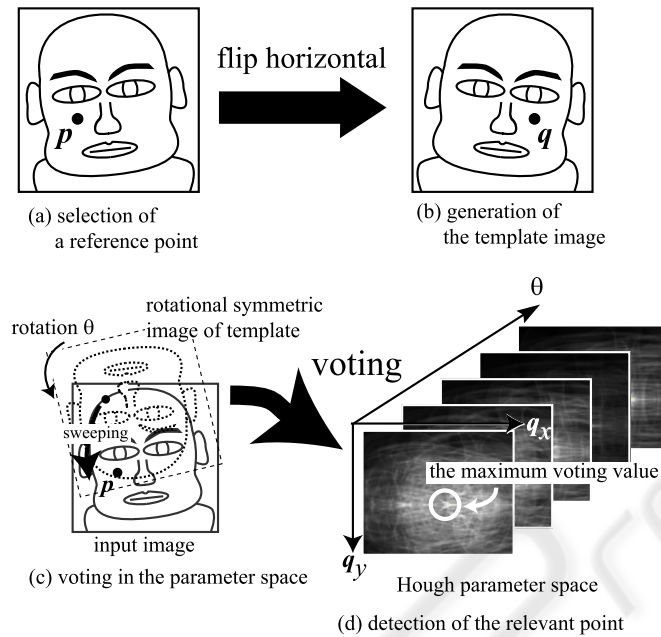 flip horizontal
p
q
(a) selection of
a reference point
(b) generation of
the template image
rotation θ
rotational symmetric
image of template
sweeping
p
input image
(c) voting in the parameter space
voting
θ
qx
the maximum voting value
qy
Hough parameter space
(d) detection of the relevant point